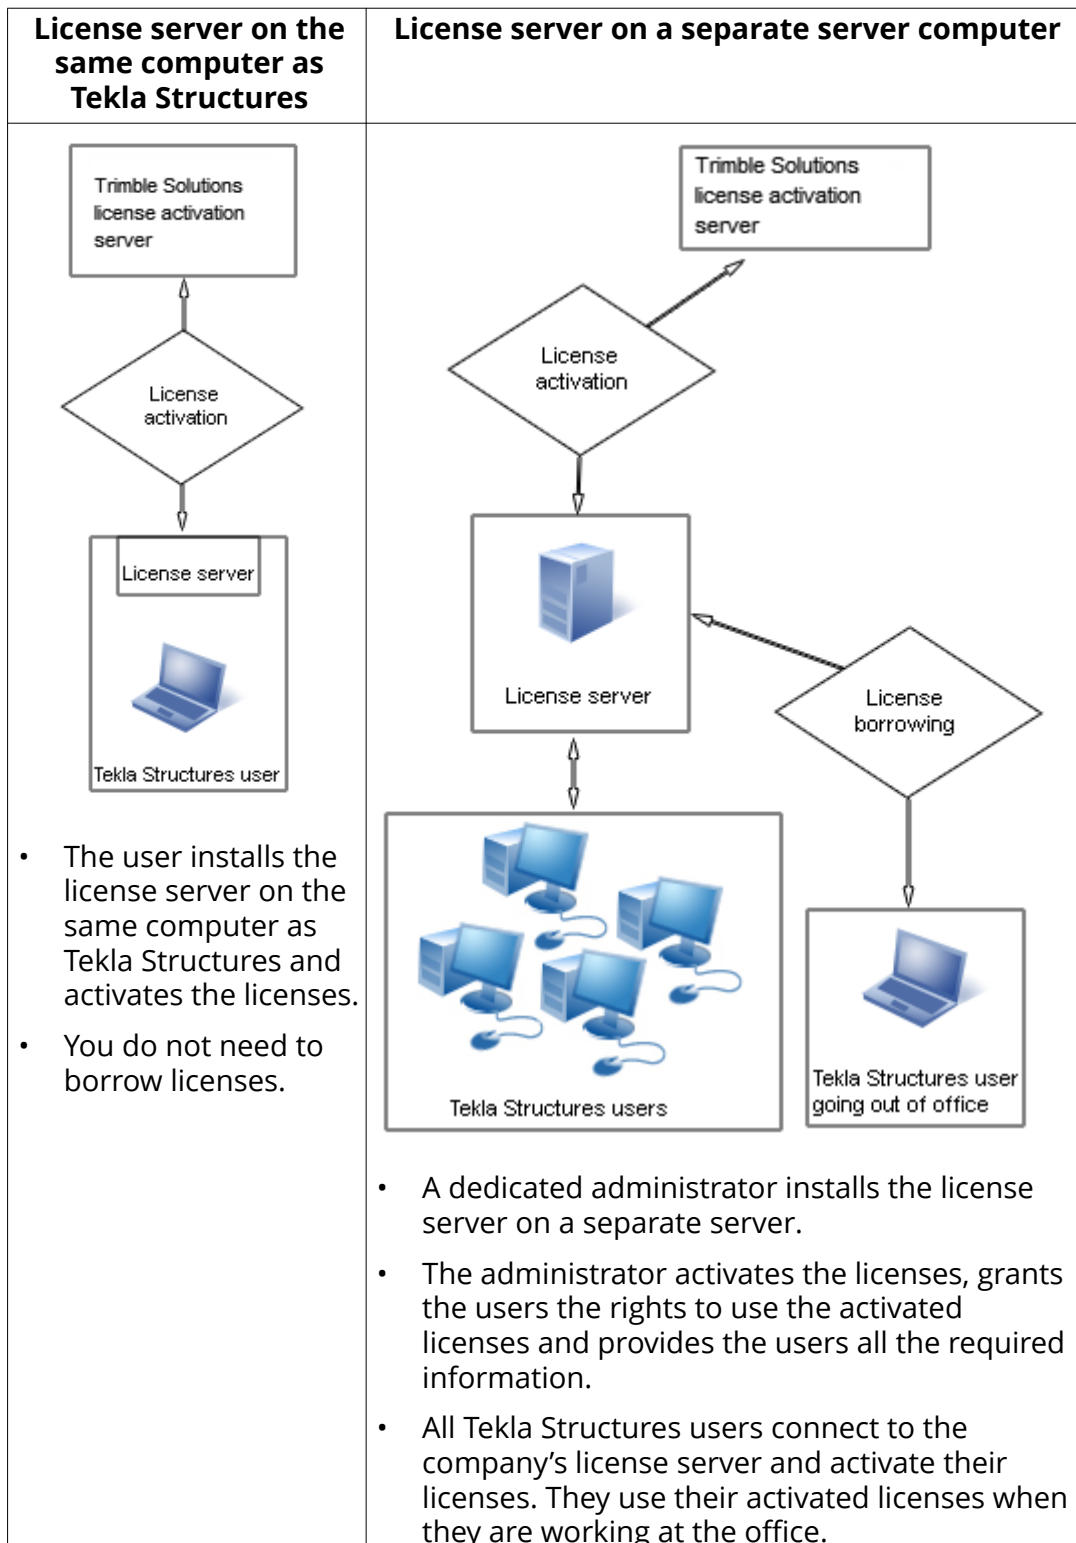 License server on the
same computer as
Tekla Structures
License server on a separate server computer
Trimble Solutions
license activation
server
License
activation
License server
Tekla Structures user
• The user installs the
license server on the
same computer as
Tekla Structures and
activates the licenses.
• You do not need to
borrow licenses.
Trimble Solutions
license activation
server
License
activation
License server
License
borrowing
Tekla Structures users
Tekla Structures user
going out of office
• A dedicated administrator installs the license
server on a separate server.
• The administrator activates the licenses, grants
the users the rights to use the activated
licenses and provides the users all the required
information.
• All Tekla Structures users connect to the
company’s license server and activate their
licenses. They use their activated licenses when
they are working at the office.